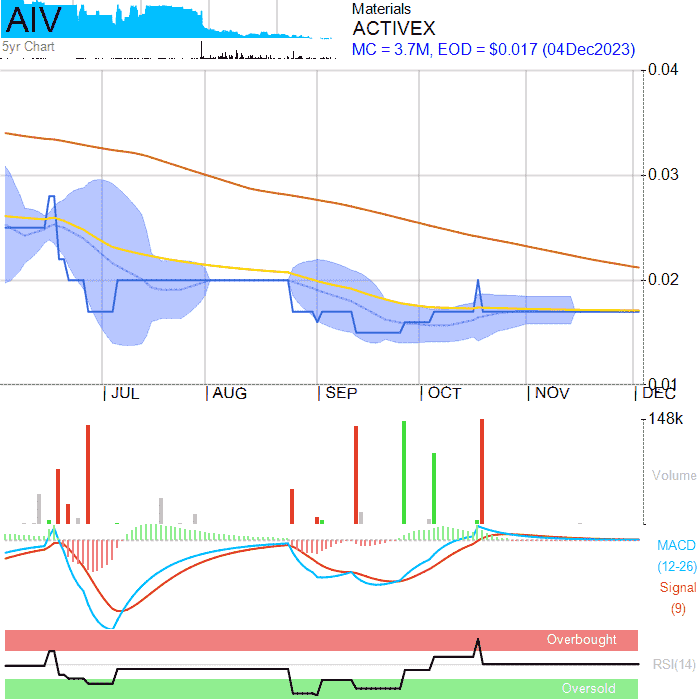 AIV
5yr Chart
Materials
ACTIVEX
MC = 3.7M, EOD = $0.017 (04Dec2023)
0.04
0.03
0.02
0.01
JUL AUG SEP OCT NOV DEC
148k
Volume
MACD
(12-26)
Signal
(9)
Overbought
RSI(14)
Oversold